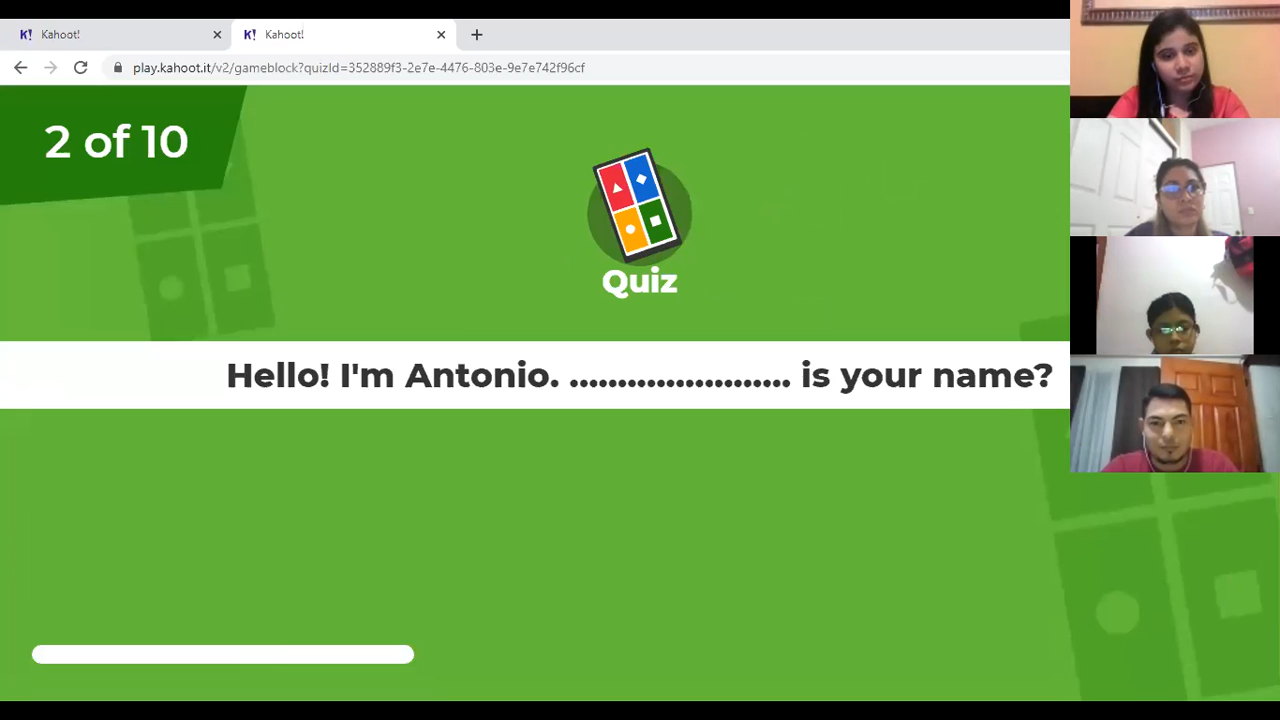 K! Kahoot!
K! Kahoot!
play.kahoot.it/v2/gameblock?quizId=352889f3-2e7e-4476-803e-9e7e742f96cf
2 of 10
Quiz
Hello! I'm Antonio. ....................... is your name?